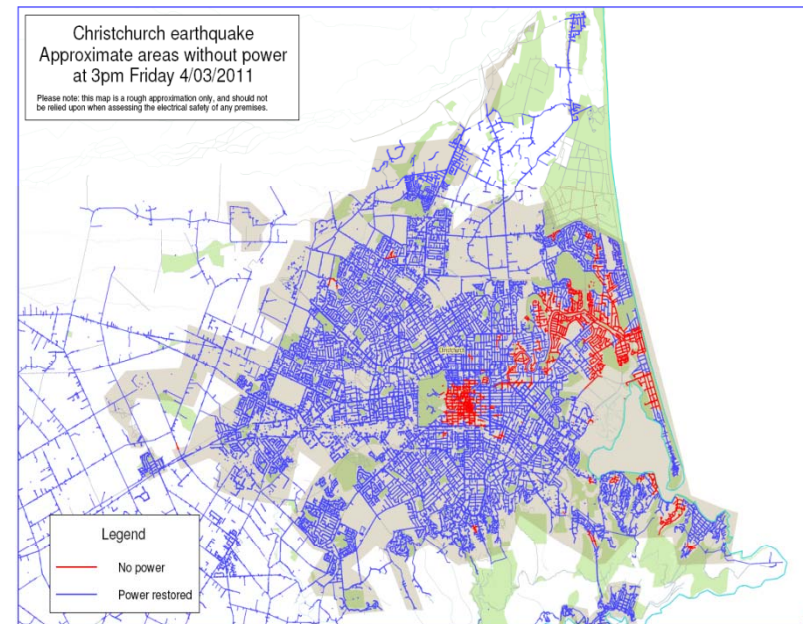 Christchurch earthquake
Approximate areas without power
at 3pm Friday 4/03/2011
Please note: this map is a rough approximation only, and should not
be relied upon when assessing the electrical safety of any premises.
Christchurch
Legend
No power
Power restored